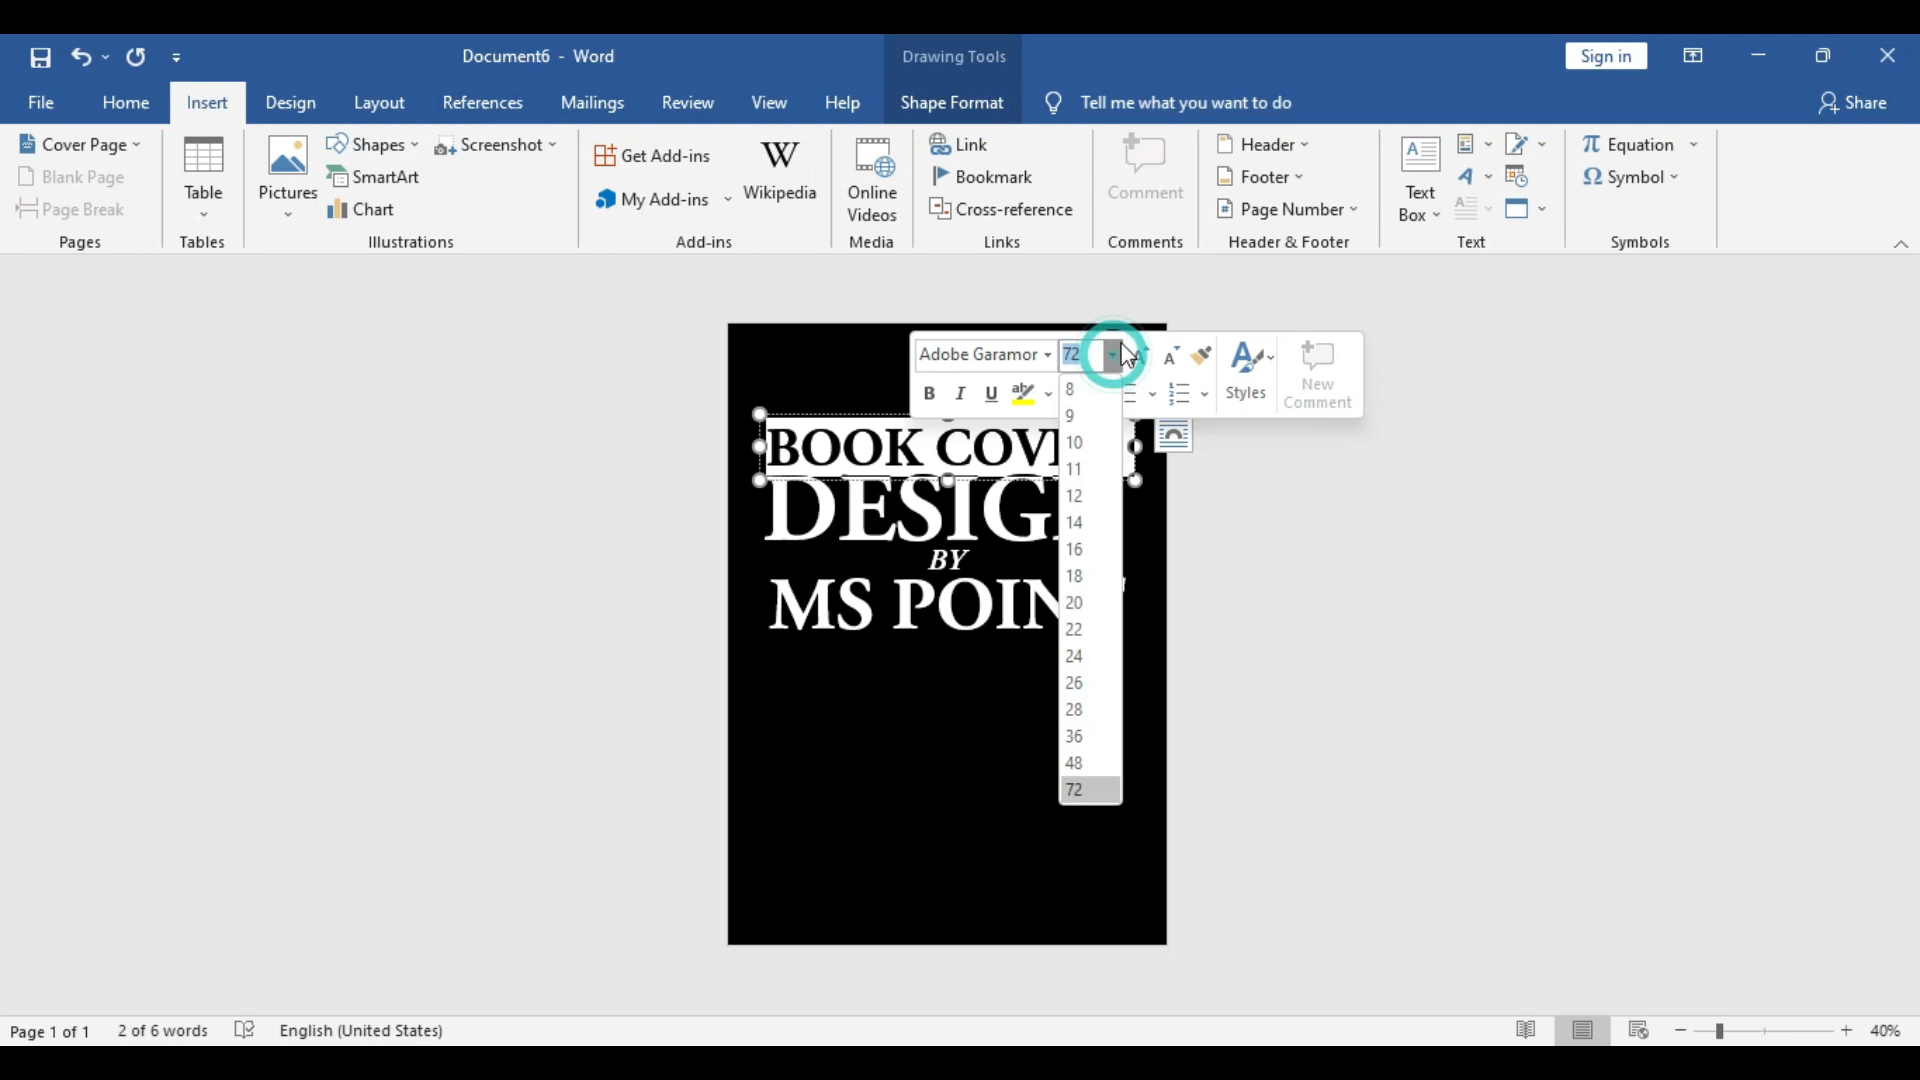 Document6 - Word
Drawing Tools
Sign in
File Home Insert Design Layout References Mailings Review View Help Shape Format Tell me what you want to do Share
Cover Page
Blank Page
Page Break
Pages
Table
Tables
Pictures
Shapes
SmartArt
Chart
Screenshot
Illustrations
Get Add-ins
My Add-ins
W
Wikipedia
Add-ins
Online
Videos
Media
Link
Bookmark
Cross-reference
Links
Comment
Comments
Header
Footer
Page Number
Header & Footer
Text
Box
Text
Equation
Symbol
Symbols
Adobe Garamor 72
B I U ab
Styles
New
Comment
8
9
10
11
12
14
16
18
20
22
24
26
28
36
48
72
BOOK
DESIG
BY
MS
Page 1 of 1 2 of 6 words English (United States) 40%